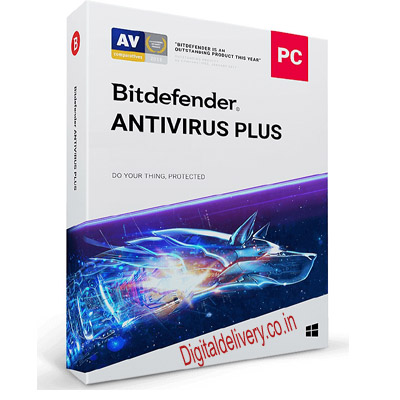 AV
comparatives
"BITDEFENDER IS AN
OUTSTANDING PRODUCT THIS YEAR"
PC
Bitdefender®
ANTIVIRUS PLUS
DO YOUR THING, PROTECTED
B
Bitdefender ANTIVIRUS PLUS
Digitaldelivery.co.in